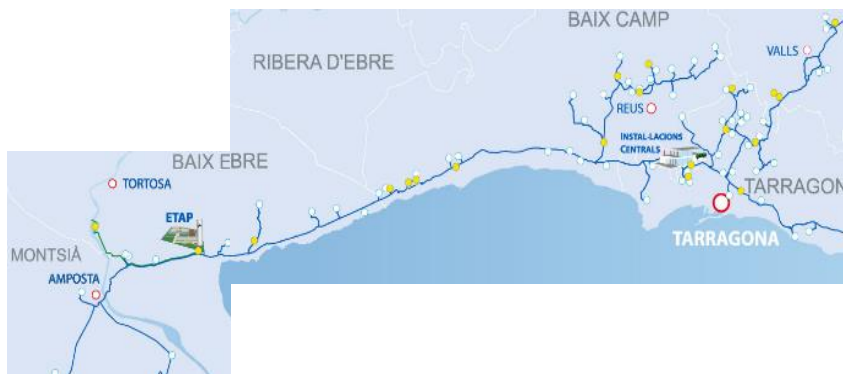 BAIX CAMP
VALLS
RIBERA D'EBRE
REUS
INSTAL·LACIONS
CENTRALS
BAIX EBRE
TORTOSA
TARRAGON
ETAP
TARRAGONA
MONTSIÀ
AMPOSTA